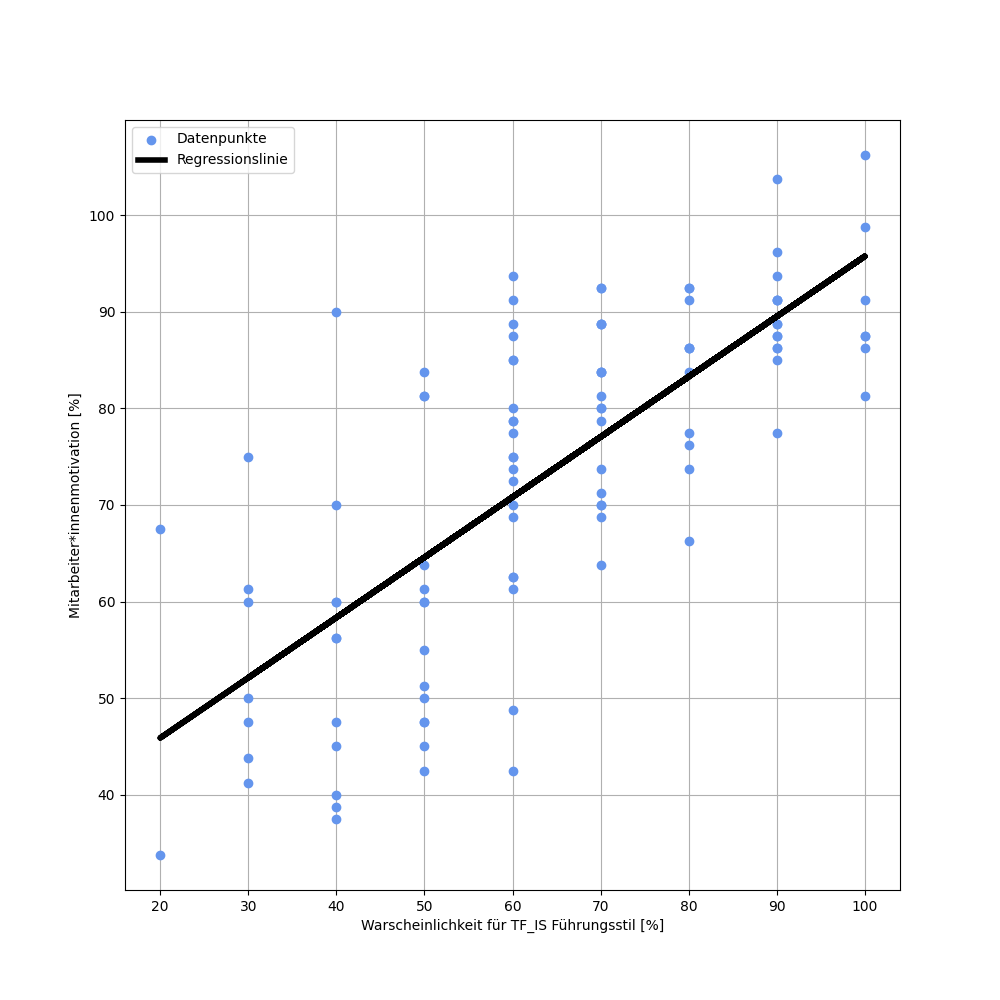 Datenpunkte
Regressionslinie
100
90
80
70
60
50
40
Mitarbeiter*innenmotivation [%]
20 30 40 50 60 70 80 90 100
Warscheinlichkeit für TF_IS Führungsstil [%]